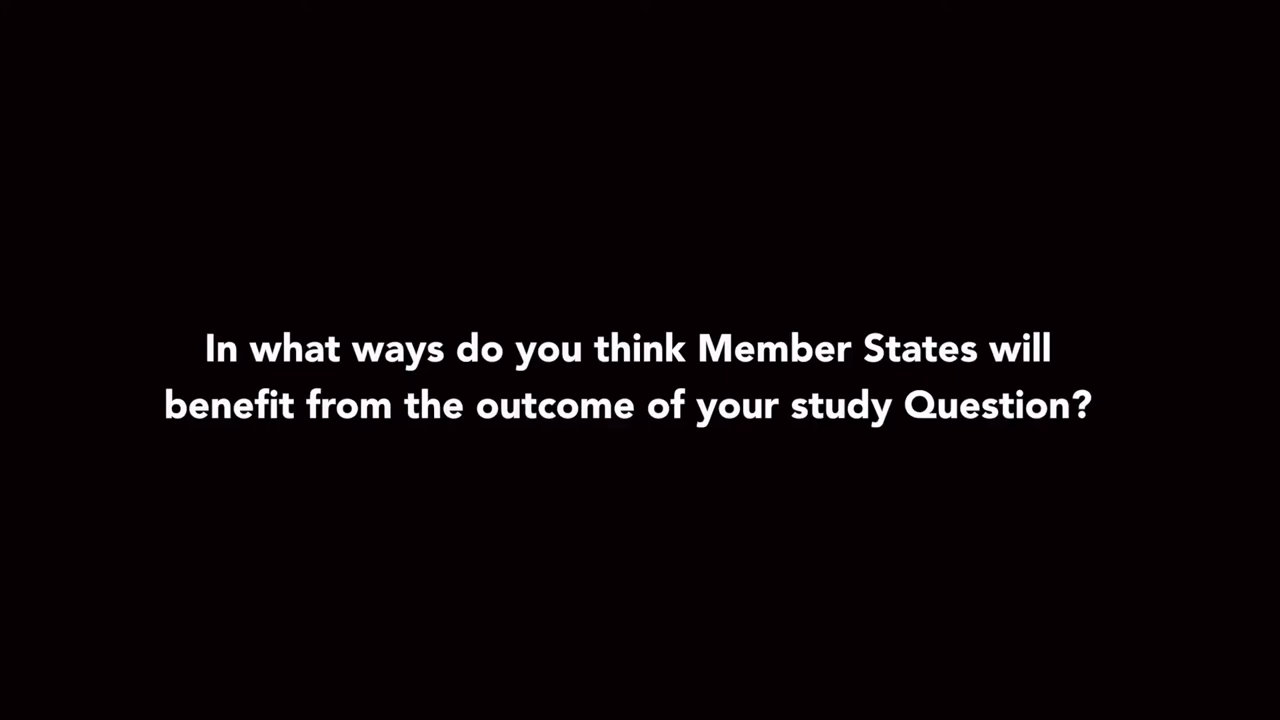 In what ways do you think Member States will
benefit from the outcome of your study Question?